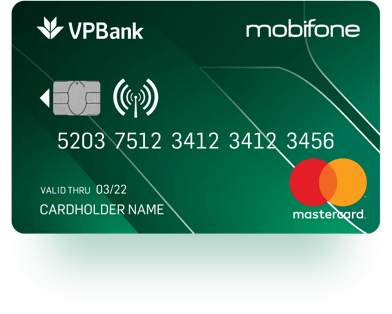 VPBank
mobifone
5203 7512 3412 3412 3456
VALID THRU 03/22
CARDHOLDER NAME
mastercard.